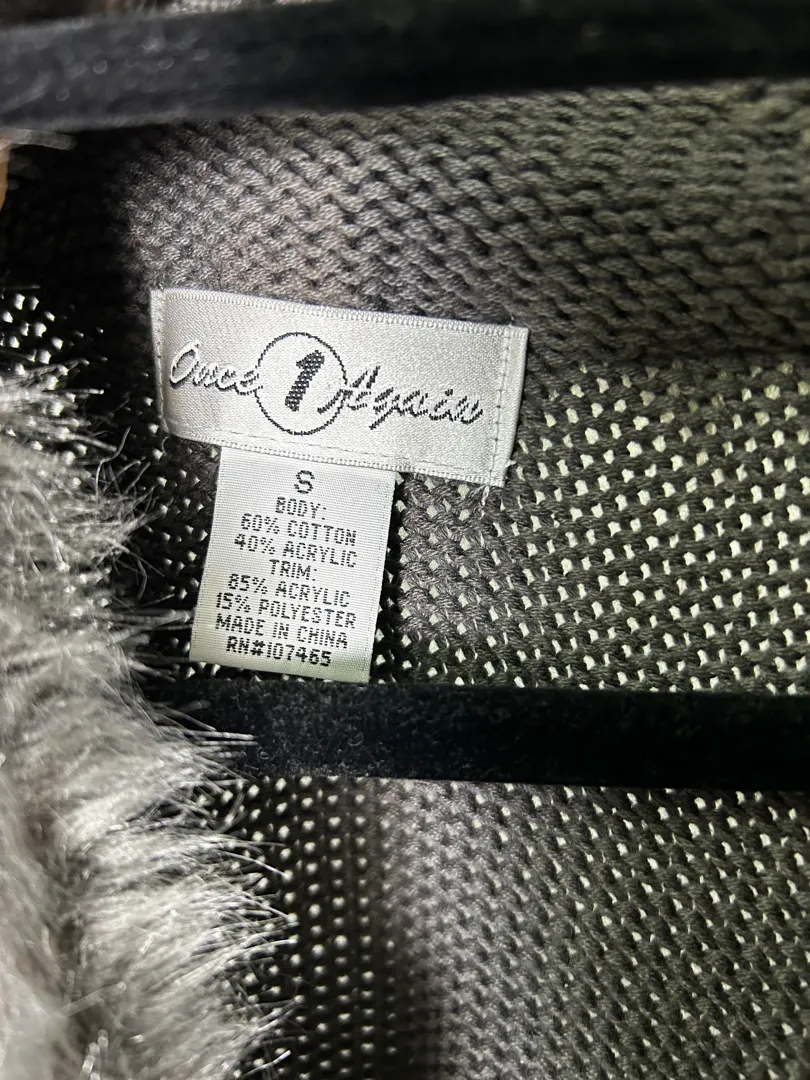 Once 1 Again
S
BODY:
60% COTTON
40% ACRYLIC
TRIM:
85% ACRYLIC
15% POLYESTER
MADE IN CHINA
RN#107465